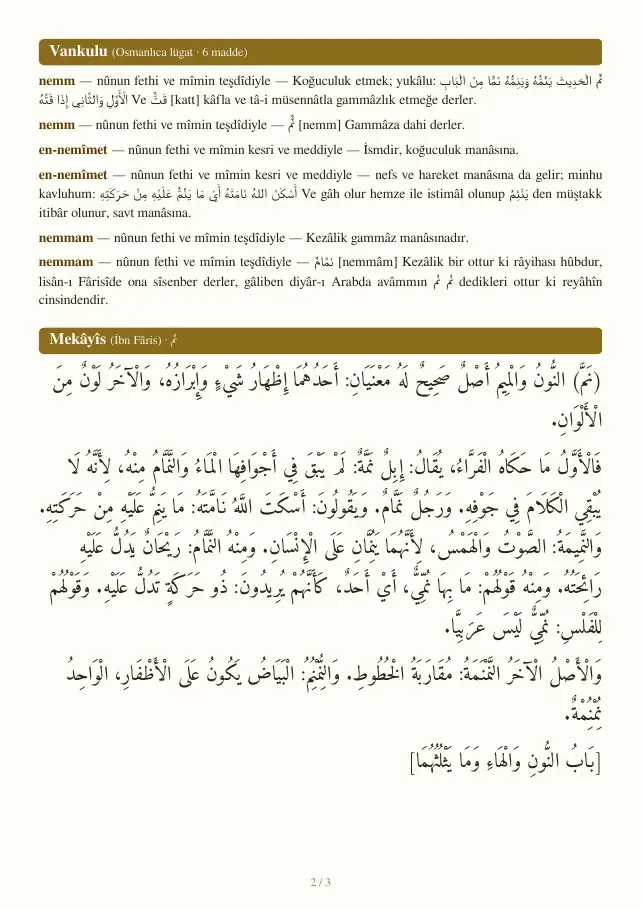 Vankulu (Osmanlıca lügat · 6 madde)
nemm — nûnun fethi ve mîmin teşdîdiyle — Koğuculuk etmek; yukâlu: نَمَّ الْحَدِيثَ يَنُمُّهُ وَيَنِمُّهُ نَمًّا مِنَ الْبَابِ
الْأَوَّلِ وَالثَّانِي إِذَا قَتَّهُ Ve قَتٌّ [katt] kâfla ve tâ-i müsennâtla gammâzlık etmeğe derler.
nemm — nûnun fethi ve mîmin teşdîdiyle — نَمٌّ [nemm] Gammâza dahi derler.
en-nemîmet — nûnun fethi ve mîmin kesri ve meddiyle — İsmdir, koğuculuk manâsına.
en-nemîmet — nûnun fethi ve mîmin kesri ve meddiyle — nefs ve hareket manâsına da gelir; minhu
kavluhum: أَسْكَنَ اللهُ نَامَتَهُ أَيْ مَا يَنُمُّ عَلَيْهِ مِنْ حَرَكَتِهِ Ve gâh olur hemze ile istimâl olunup يَنْئِمُ den müştakk
itibâr olunur, savt manâsına.
nemmam — nûnun fethi ve mîmin teşdîdiyle — Kezâlik gammâz manâsınadır.
nemmam — nûnun fethi ve mîmin teşdîdiyle — نَمَّامٌ [nemmâm] Kezâlik bir ottur ki râyihası hûbdur,
lisân-ı Fârisîde ona sîsenber derler, gâliben diyâr-ı Arabda avâmmın نُمْ نُمْ dedikleri ottur ki reyâhîn
cinsindendir.
Mekâyîs (İbn Fâris) · نُمْ
(نَمَّ) النُّونُ وَالْمِيمُ أَصْلٌ صَحِيحٌ لَهُ مَعْنَيَانِ: أَحَدُهُمَا إِظْهَارُ شَيْءٍ وَإِبْرَازُهُ، وَالْآخَرُ لَوْنٌ مِنَ
الْأَلْوَانِ.
فَالْأَوَّلُ مَا حَكَاهُ الْفَرَّاءُ، يُقَالُ: إِبِلٌ نَمَّةٌ: لَمْ يَبْقَ فِي أَجْوَافِهَا الْمَاءُ وَالنَّمَّامُ مِنْهُ، لِأَنَّهُ لَا
يُبْقِي الْكَلَامَ فِي جَوْفِهِ. وَرَجُلٌ نَمَّامٌ. وَيَقُولُونَ: أَسْكَتَ اللَّهُ نَامَّتَهُ: مَا يَنِمُّ عَلَيْهِ مِنْ حَرَكَتِهِ.
وَالنَّمِيمَةُ: الصَّوْتُ وَالْهَمْسُ، لِأَنَّهُمَا يَنُمَّانِ عَلَى الْإِنْسَانِ. وَمِنْهُ النَّمَّامُ: رَيْحَانٌ يَدُلُّ عَلَيْهِ
رَائِحَتُهُ. وَمِنْهُ قَوْلُهُمْ: مَا بِهَا نُمِّيٌّ، أَيْ أَحَدٌ، كَأَنَّهُمْ يُرِيدُونَ: ذُو حَرَكَةٍ تَدُلُّ عَلَيْهِ. وَقَوْلُهُمْ
لِلْفَلْسِ: نُمِّيٌّ لَيْسَ عَرَبِيًّا.
وَالْأَصْلُ الْآخَرُ النَّمْنَمَةُ: مُقَارَبَةُ الْخُطُوطِ. وَالنِّمْنِمُ: الْبَيَاضُ يَكُونُ عَلَى الْأَظْفَارِ، الْوَاحِدُ
نِمْنِمَةٌ.
[بَابُ النُّونِ وَالْهَاءِ وَمَا يَثْلُثُهُمَا]
2 / 3